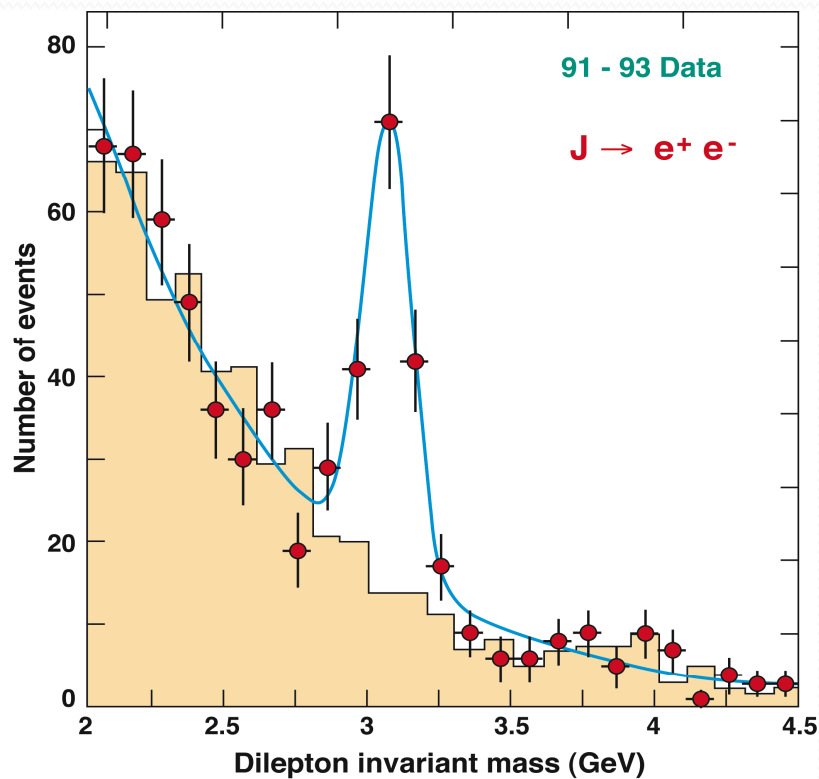 80
60
40
20
0
Number of events
91 - 93 Data
J → e⁺ e⁻
2
2.5
3
3.5
4
4.5
Dilepton invariant mass (GeV)